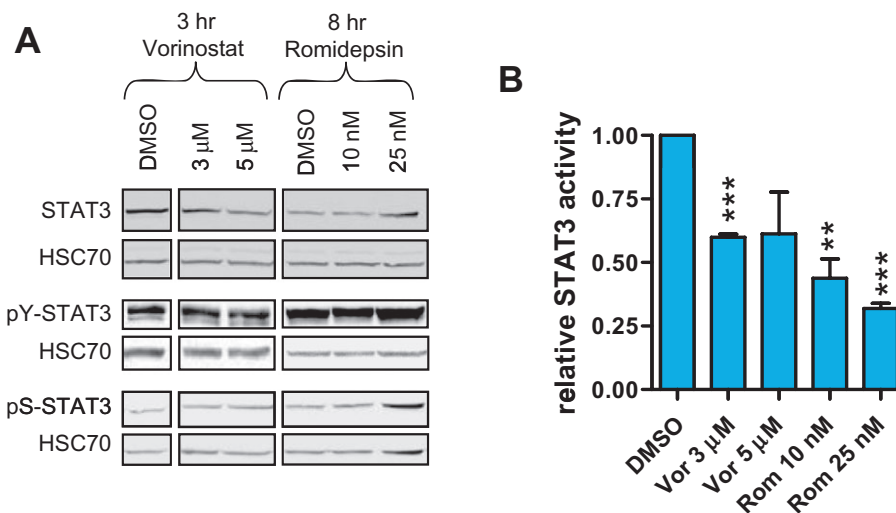 A
3 hr
Vorinostat
8 hr
Romidepsin
DMSO
3 μM
5 μM
DMSO
10 nM
25 nM
STAT3
HSC70
pY-STAT3
HSC70
pS-STAT3
HSC70
B
relative STAT3 activity
1.00
0.75
0.50
0.25
0.00
***
**
***
DMSO
Vor 3 μM
Vor 5 μM
Rom 10 nM
Rom 25 nM